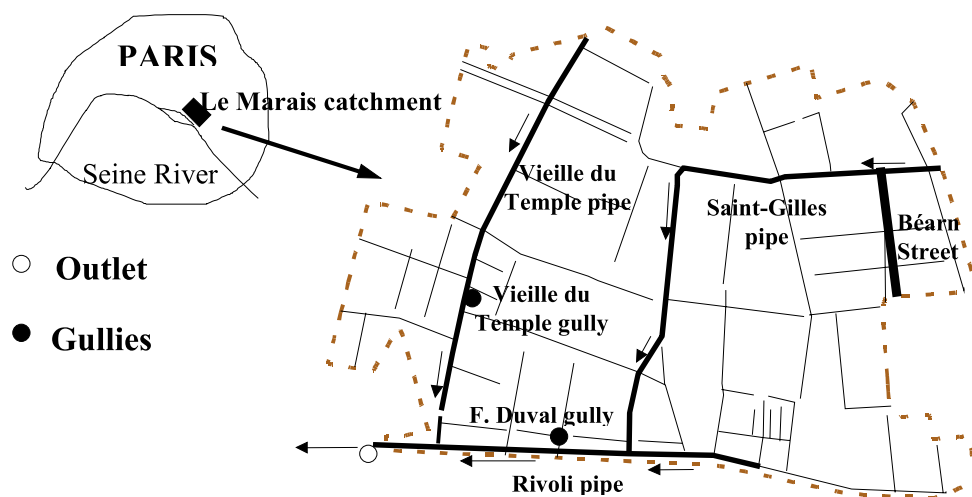 PARIS
Le Marais catchment
Seine River
Outlet
Gullies
Vieille du
Temple pipe
Saint-Gilles
pipe
Béarn
Street
Vieille du
Temple gully
F. Duval gully
Rivoli pipe